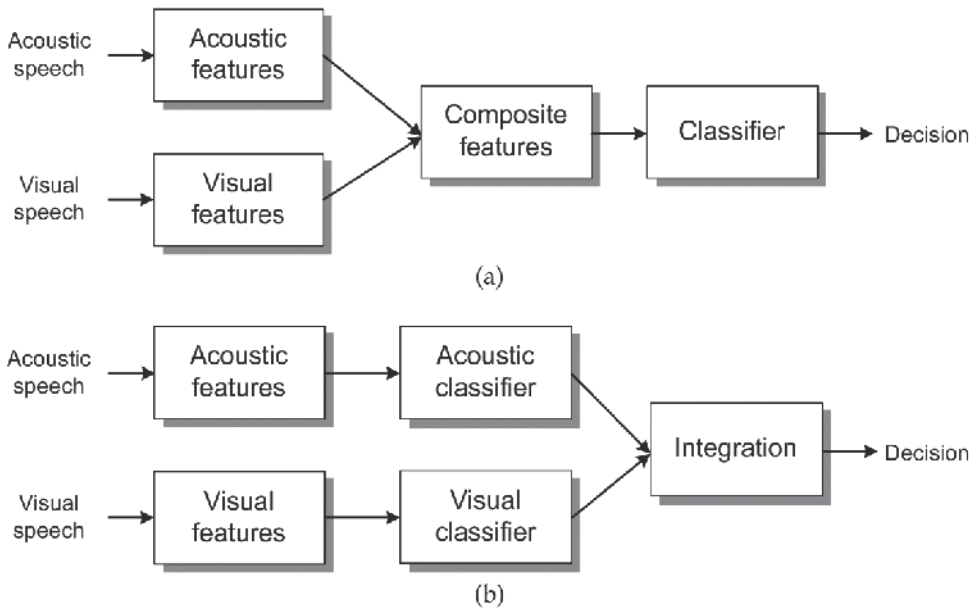 Acoustic
speech
Acoustic
features
Visual
speech
Visual
features
Composite
features
Classifier
Decision
(a)
Acoustic
speech
Acoustic
features
Acoustic
classifier
Visual
speech
Visual
features
Visual
classifier
Integration
Decision
(b)